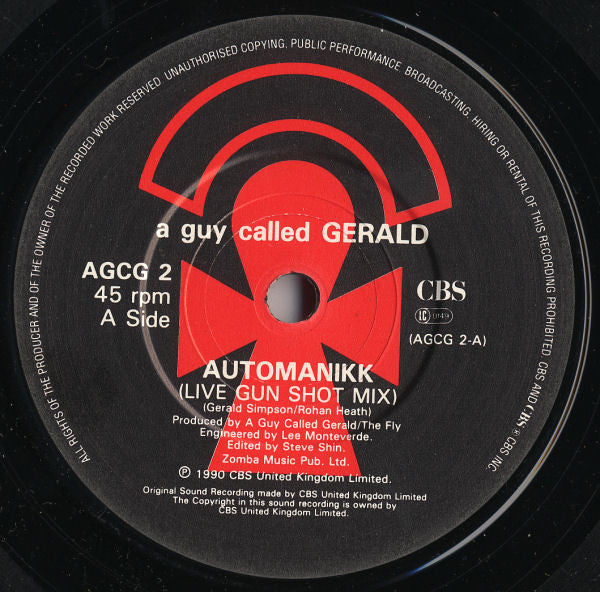 ALL RIGHTS OF THE PRODUCER AND OF THE OWNER OF THE RECORDED WORK RESERVED. UNAUTHORISED COPYING, PUBLIC PERFORMANCE, BROADCASTING, HIRING OR RENTAL OF THIS RECORDING PROHIBITED. CBS AND CBS ® CBS INC
a guy called GERALD
AGCG 2
45 rpm
A Side
CBS
LC 0149
(AGCG 2-A)
AUTOMANIKK
(LIVE GUN SHOT MIX)
(Gerald Simpson/Rohan Heath)
Produced by A Guy Called Gerald/The Fly
Engineered by Lee Monteverde.
Edited by Steve Shin.
Zomba Music Pub. Ltd.
℗ 1990 CBS United Kingdom Limited.
Original Sound Recording made by CBS United Kingdom Limited
The Copyright in this sound recording is owned by
CBS United Kingdom Limited.